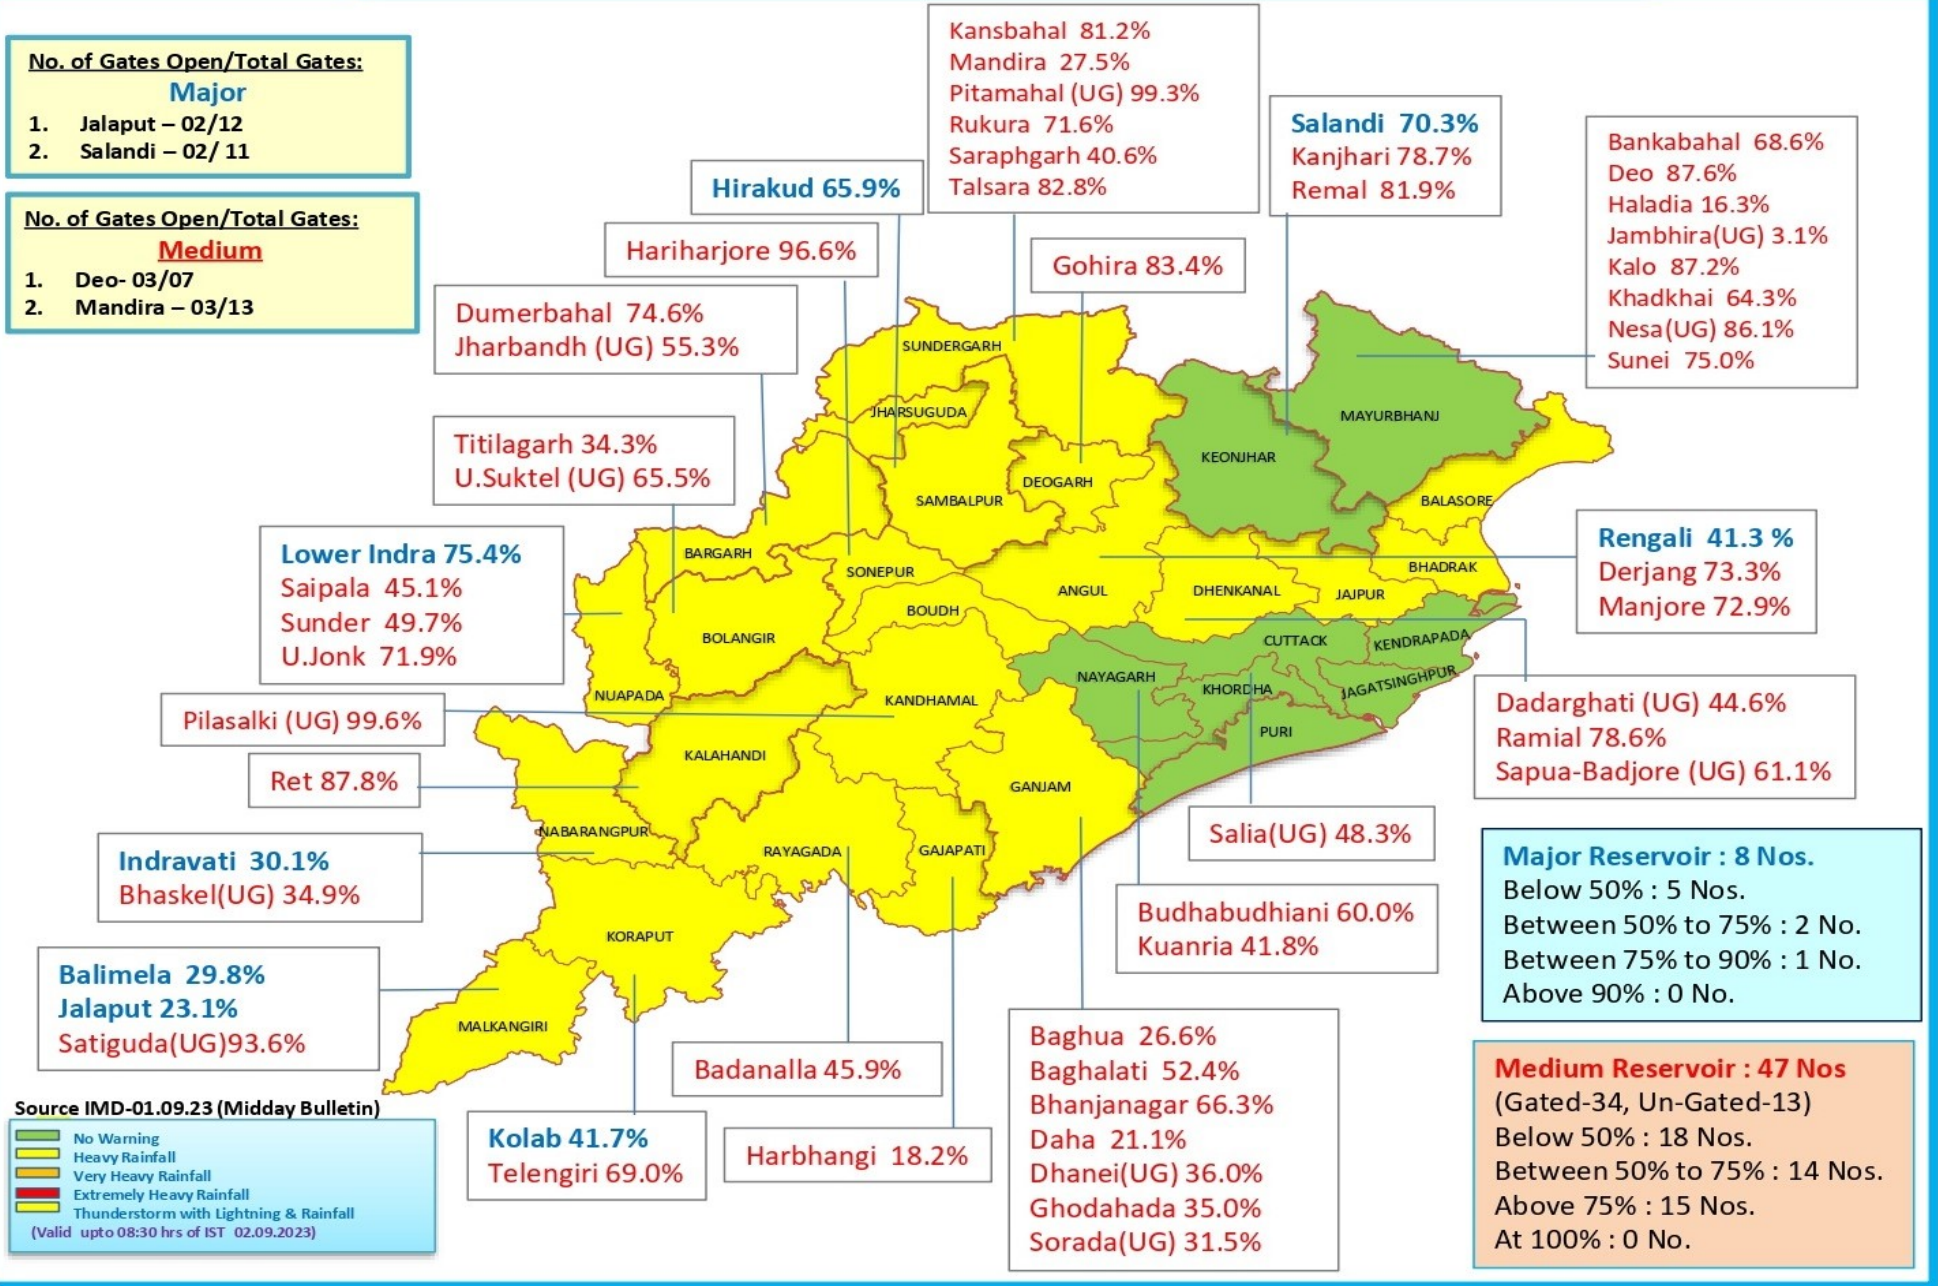 No. of Gates Open/Total Gates:
Major
1. Jalaput – 02/12
2. Salandi – 02/ 11
No. of Gates Open/Total Gates:
Medium
1. Deo- 03/07
2. Mandira – 03/13
Kansbahal 81.2%
Mandira 27.5%
Pitamahal (UG) 99.3%
Rukura 71.6%
Saraphgarh 40.6%
Talsara 82.8%
Salandi 70.3%
Kanjhari 78.7%
Remal 81.9%
Bankabahal 68.6%
Deo 87.6%
Haladia 16.3%
Jambhira(UG) 3.1%
Kalo 87.2%
Khadkhai 64.3%
Nesa(UG) 86.1%
Sunei 75.0%
Hirakud 65.9%
Hariharjore 96.6%
Gohira 83.4%
Dumerbahal 74.6%
Jharbandh (UG) 55.3%
Titilagarh 34.3%
U.Suktel (UG) 65.5%
Lower Indra 75.4%
Saipala 45.1%
Sunder 49.7%
U.Jonk 71.9%
Pilasalki (UG) 99.6%
Ret 87.8%
Indravati 30.1%
Bhaskel(UG) 34.9%
Balimela 29.8%
Jalaput 23.1%
Satiguda(UG)93.6%
SUNDERGARH
JHARSUGUDA
SAMBALPUR
DEOGARH
KEONJHAR
MAYURBHANJ
BALASORE
BHADRAK
BARGARH
SONEPUR
BOUDH
ANGUL
DHENKANAL
JAJPUR
BOLANGIR
CUTTACK
KENDRAPADA
NUAPADA
KANDHAMAL
NAYAGARH
KHORDHA
JAGATSINGHPUR
PURI
KALAHANDI
GANJAM
NABARANGPUR
RAYAGADA
GAJAPATI
KORAPUT
MALKANGIRI
Rengali 41.3 %
Derjang 73.3%
Manjore 72.9%
Dadarghati (UG) 44.6%
Ramial 78.6%
Sapua-Badjore (UG) 61.1%
Salia(UG) 48.3%
Budhabudhiani 60.0%
Kuanria 41.8%
Badanalla 45.9%
Kolab 41.7%
Telengiri 69.0%
Harbhangi 18.2%
Baghua 26.6%
Baghalati 52.4%
Bhanjanagar 66.3%
Daha 21.1%
Dhanei(UG) 36.0%
Ghodahada 35.0%
Sorada(UG) 31.5%
Major Reservoir : 8 Nos.
Below 50% : 5 Nos.
Between 50% to 75% : 2 No.
Between 75% to 90% : 1 No.
Above 90% : 0 No.
Medium Reservoir : 47 Nos
(Gated-34, Un-Gated-13)
Below 50% : 18 Nos.
Between 50% to 75% : 14 Nos.
Above 75% : 15 Nos.
At 100% : 0 No.
Source IMD-01.09.23 (Midday Bulletin)
No Warning
Heavy Rainfall
Very Heavy Rainfall
Extremely Heavy Rainfall
Thunderstorm with Lightning & Rainfall
(Valid upto 08:30 hrs of IST 02.09.2023)